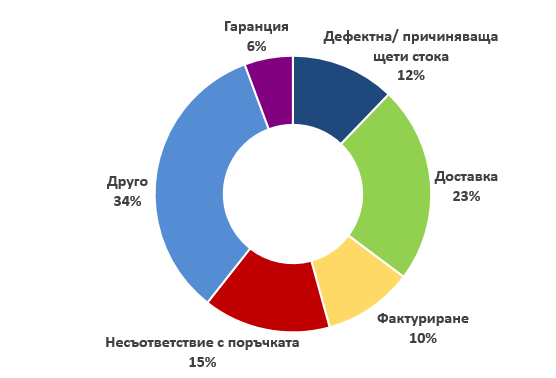 Гаранция
6%
Дефектна/ причиняваща
щети стока
12%
Доставка
23%
Фактуриране
10%
Несъответствие с поръчката
15%
Друго
34%